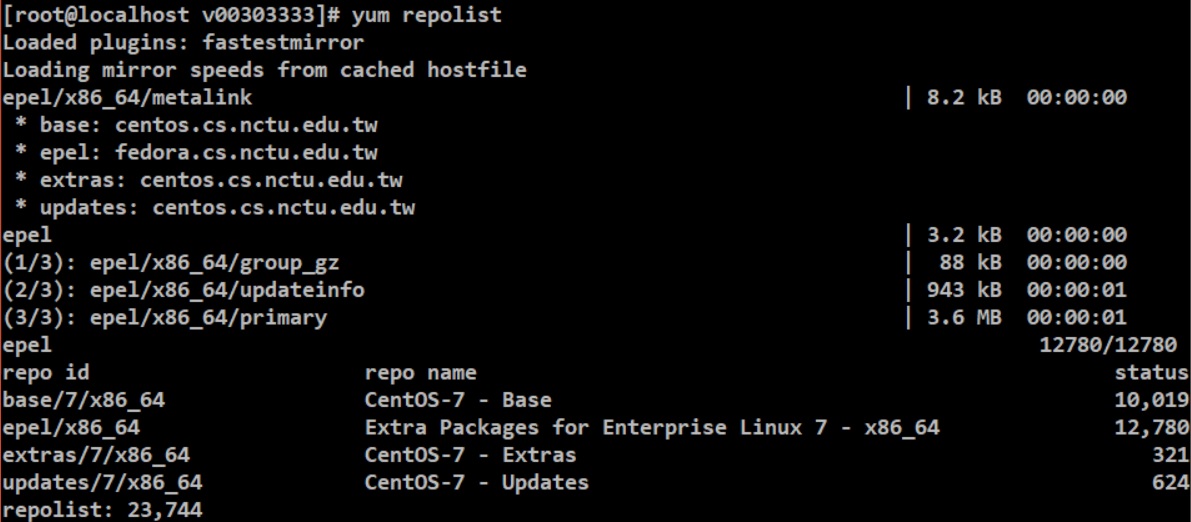 [root@localhost v00303333]# yum repolist
Loaded plugins: fastestmirror
Loading mirror speeds from cached hostfile
epel/x86_64/metalink | 8.2 kB 00:00:00
* base: centos.cs.nctu.edu.tw
* epel: fedora.cs.nctu.edu.tw
* extras: centos.cs.nctu.edu.tw
* updates: centos.cs.nctu.edu.tw
epel | 3.2 kB 00:00:00
(1/3): epel/x86_64/group_gz | 88 kB 00:00:00
(2/3): epel/x86_64/updateinfo | 943 kB 00:00:01
(3/3): epel/x86_64/primary | 3.6 MB 00:00:01
epel 12780/12780
repo id repo name status
base/7/x86_64 CentOS-7 - Base 10,019
epel/x86_64 Extra Packages for Enterprise Linux 7 - x86_64 12,780
extras/7/x86_64 CentOS-7 - Extras 321
updates/7/x86_64 CentOS-7 - Updates 624
repolist: 23,744